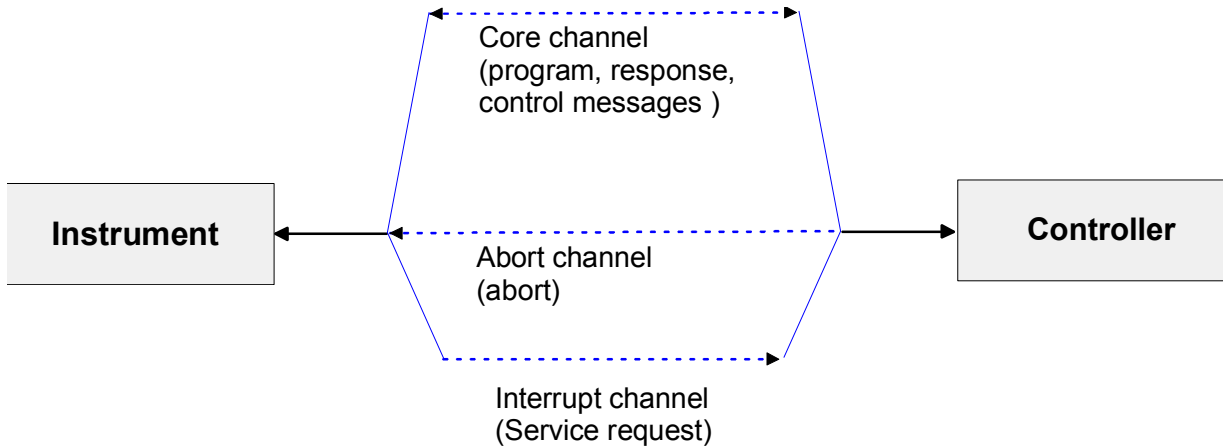 Core channel
(program, response,
control messages )
Instrument
Controller
Abort channel
(abort)
Interrupt channel
(Service request)